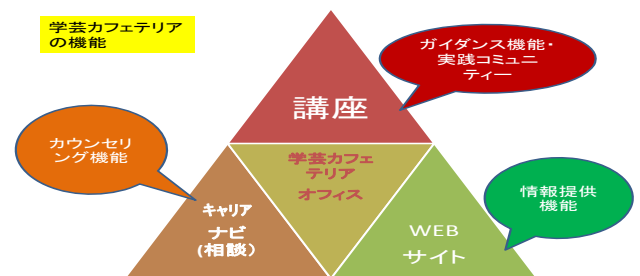 学芸カフェテリア
の機能
ガイダンス機能・
実践コミュニ
ティー
講座
カウンセリ
ング機能
学芸カフェ
テリア
オフィス
キャリア
ナビ
(相談)
WEB
サイト
情報提供
機能